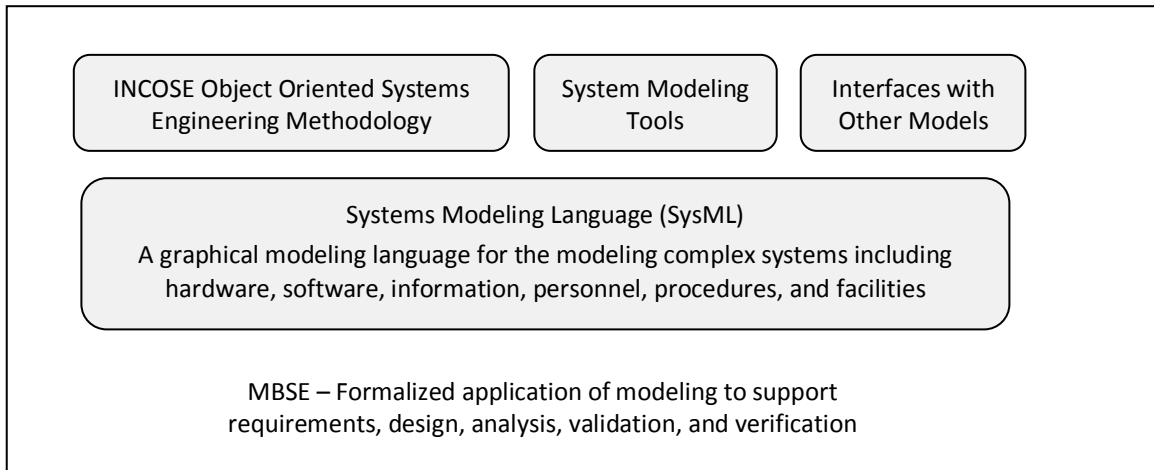 INCOSE Object Oriented Systems
Engineering Methodology
System Modeling
Tools
Interfaces with
Other Models
Systems Modeling Language (SysML)
A graphical modeling language for the modeling complex systems including
hardware, software, information, personnel, procedures, and facilities
MBSE – Formalized application of modeling to support
requirements, design, analysis, validation, and verification